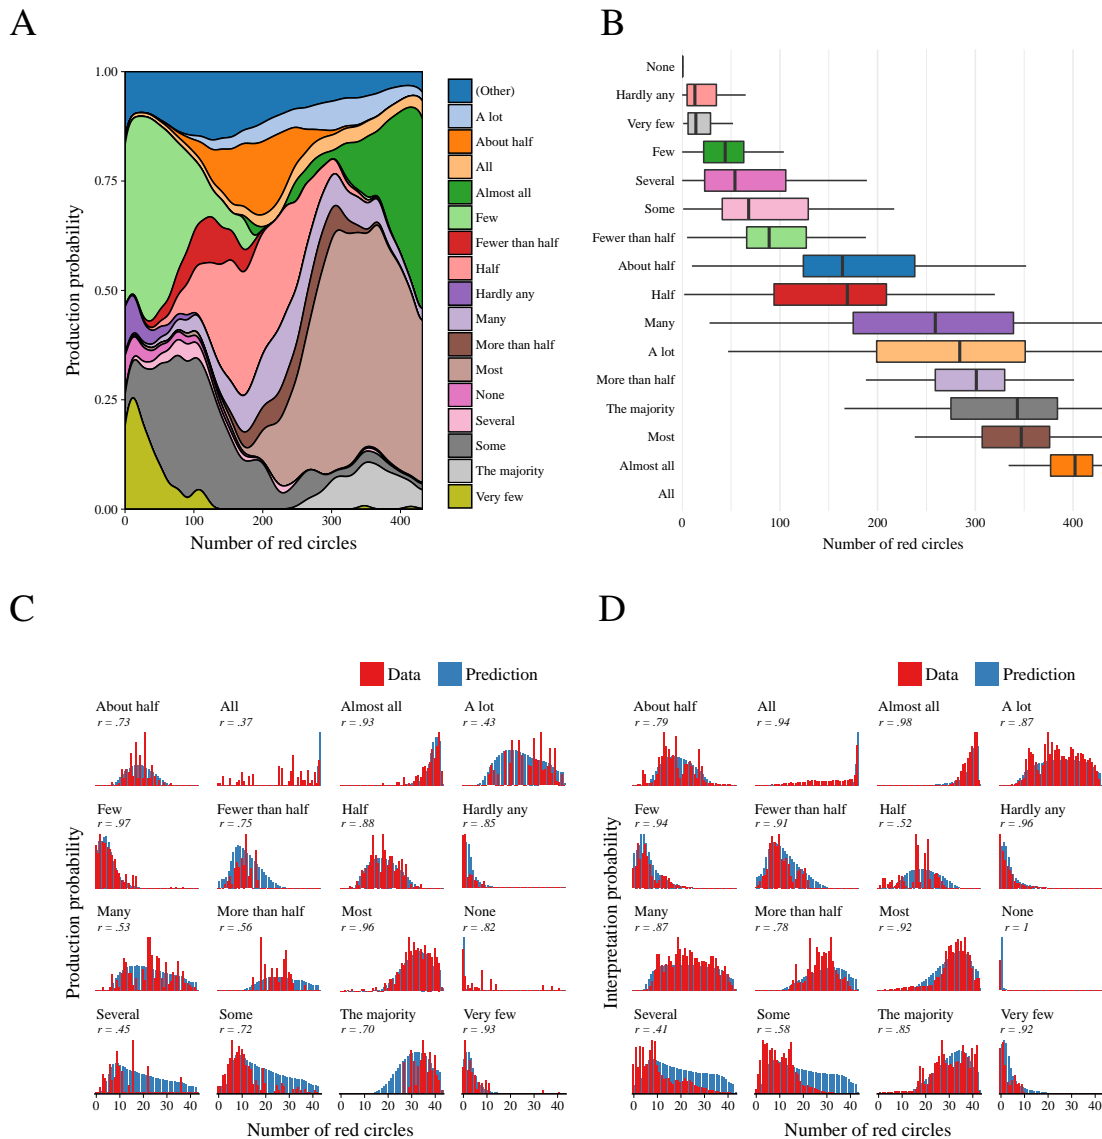 A
1.00
0.75
0.50
0.25
0.00
Production probability
0 100 200 300 400
Number of red circles
(Other)
A lot
About half
All
Almost all
Few
Fewer than half
Half
Hardly any
Many
More than half
Most
None
Several
Some
The majority
Very few
B
None
Hardly any
Very few
Few
Several
Some
Fewer than half
About half
Half
Many
A lot
More than half
The majority
Most
Almost all
All
0 100 200 300 400
Number of red circles
C
Data Prediction
Production probability
About half All Almost all A lot
r = .73 r = .37 r = .93 r = .43
Few Fewer than half Half Hardly any
r = .97 r = .75 r = .88 r = .85
Many More than half Most None
r = .53 r = .56 r = .96 r = .82
Several Some The majority Very few
r = .45 r = .72 r = .70 r = .93
0 10 20 30 40 0 10 20 30 40 0 10 20 30 40 0 10 20 30 40
Number of red circles
D
Data Prediction
Interpretation probability
About half All Almost all A lot
r = .79 r = .94 r = .98 r = .87
Few Fewer than half Half Hardly any
r = .94 r = .91 r = .52 r = .96
Many More than half Most None
r = .87 r = .78 r = .92 r = 1
Several Some The majority Very few
r = .41 r = .58 r = .85 r = .92
0 10 20 30 40 0 10 20 30 40 0 10 20 30 40 0 10 20 30 40
Number of red circles